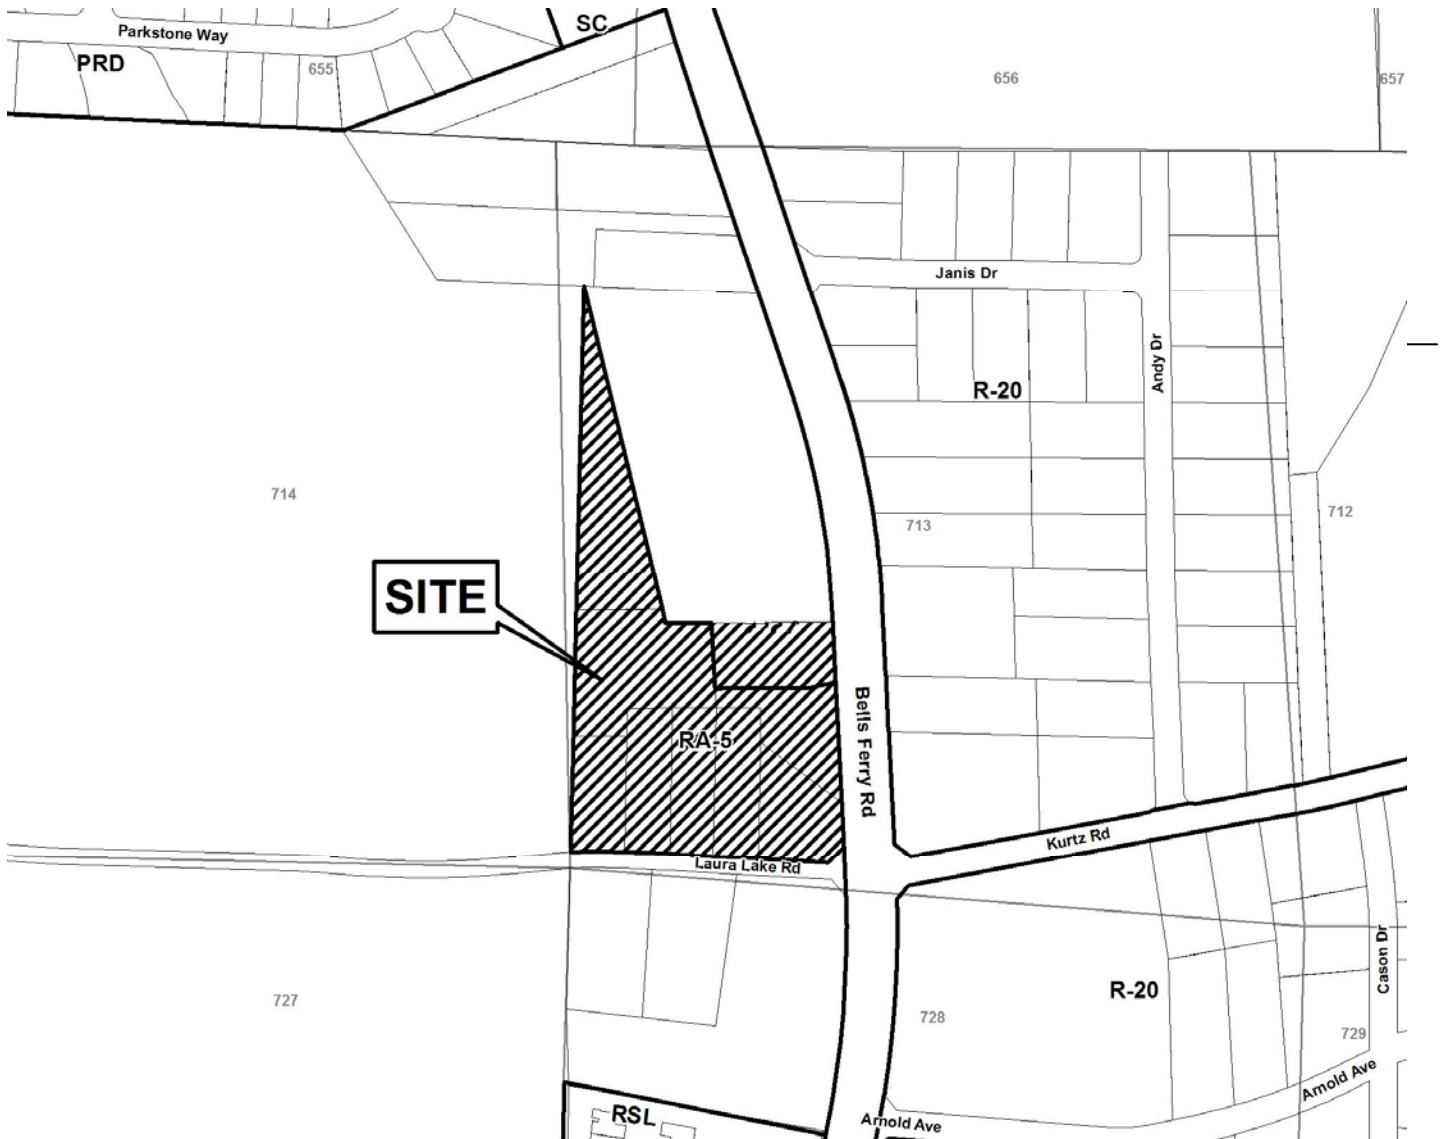 SC
Parkstone Way
PRD
655
656
657
Janis Dr
Andy Dr
R-20
714
712
713
SITE
Bells Ferry Rd
RA-5
Kurtz Rd
Laura Lake Rd
Cason Dr
R-20
727
728
729
Arnold Ave
RSL
Arnold Ave